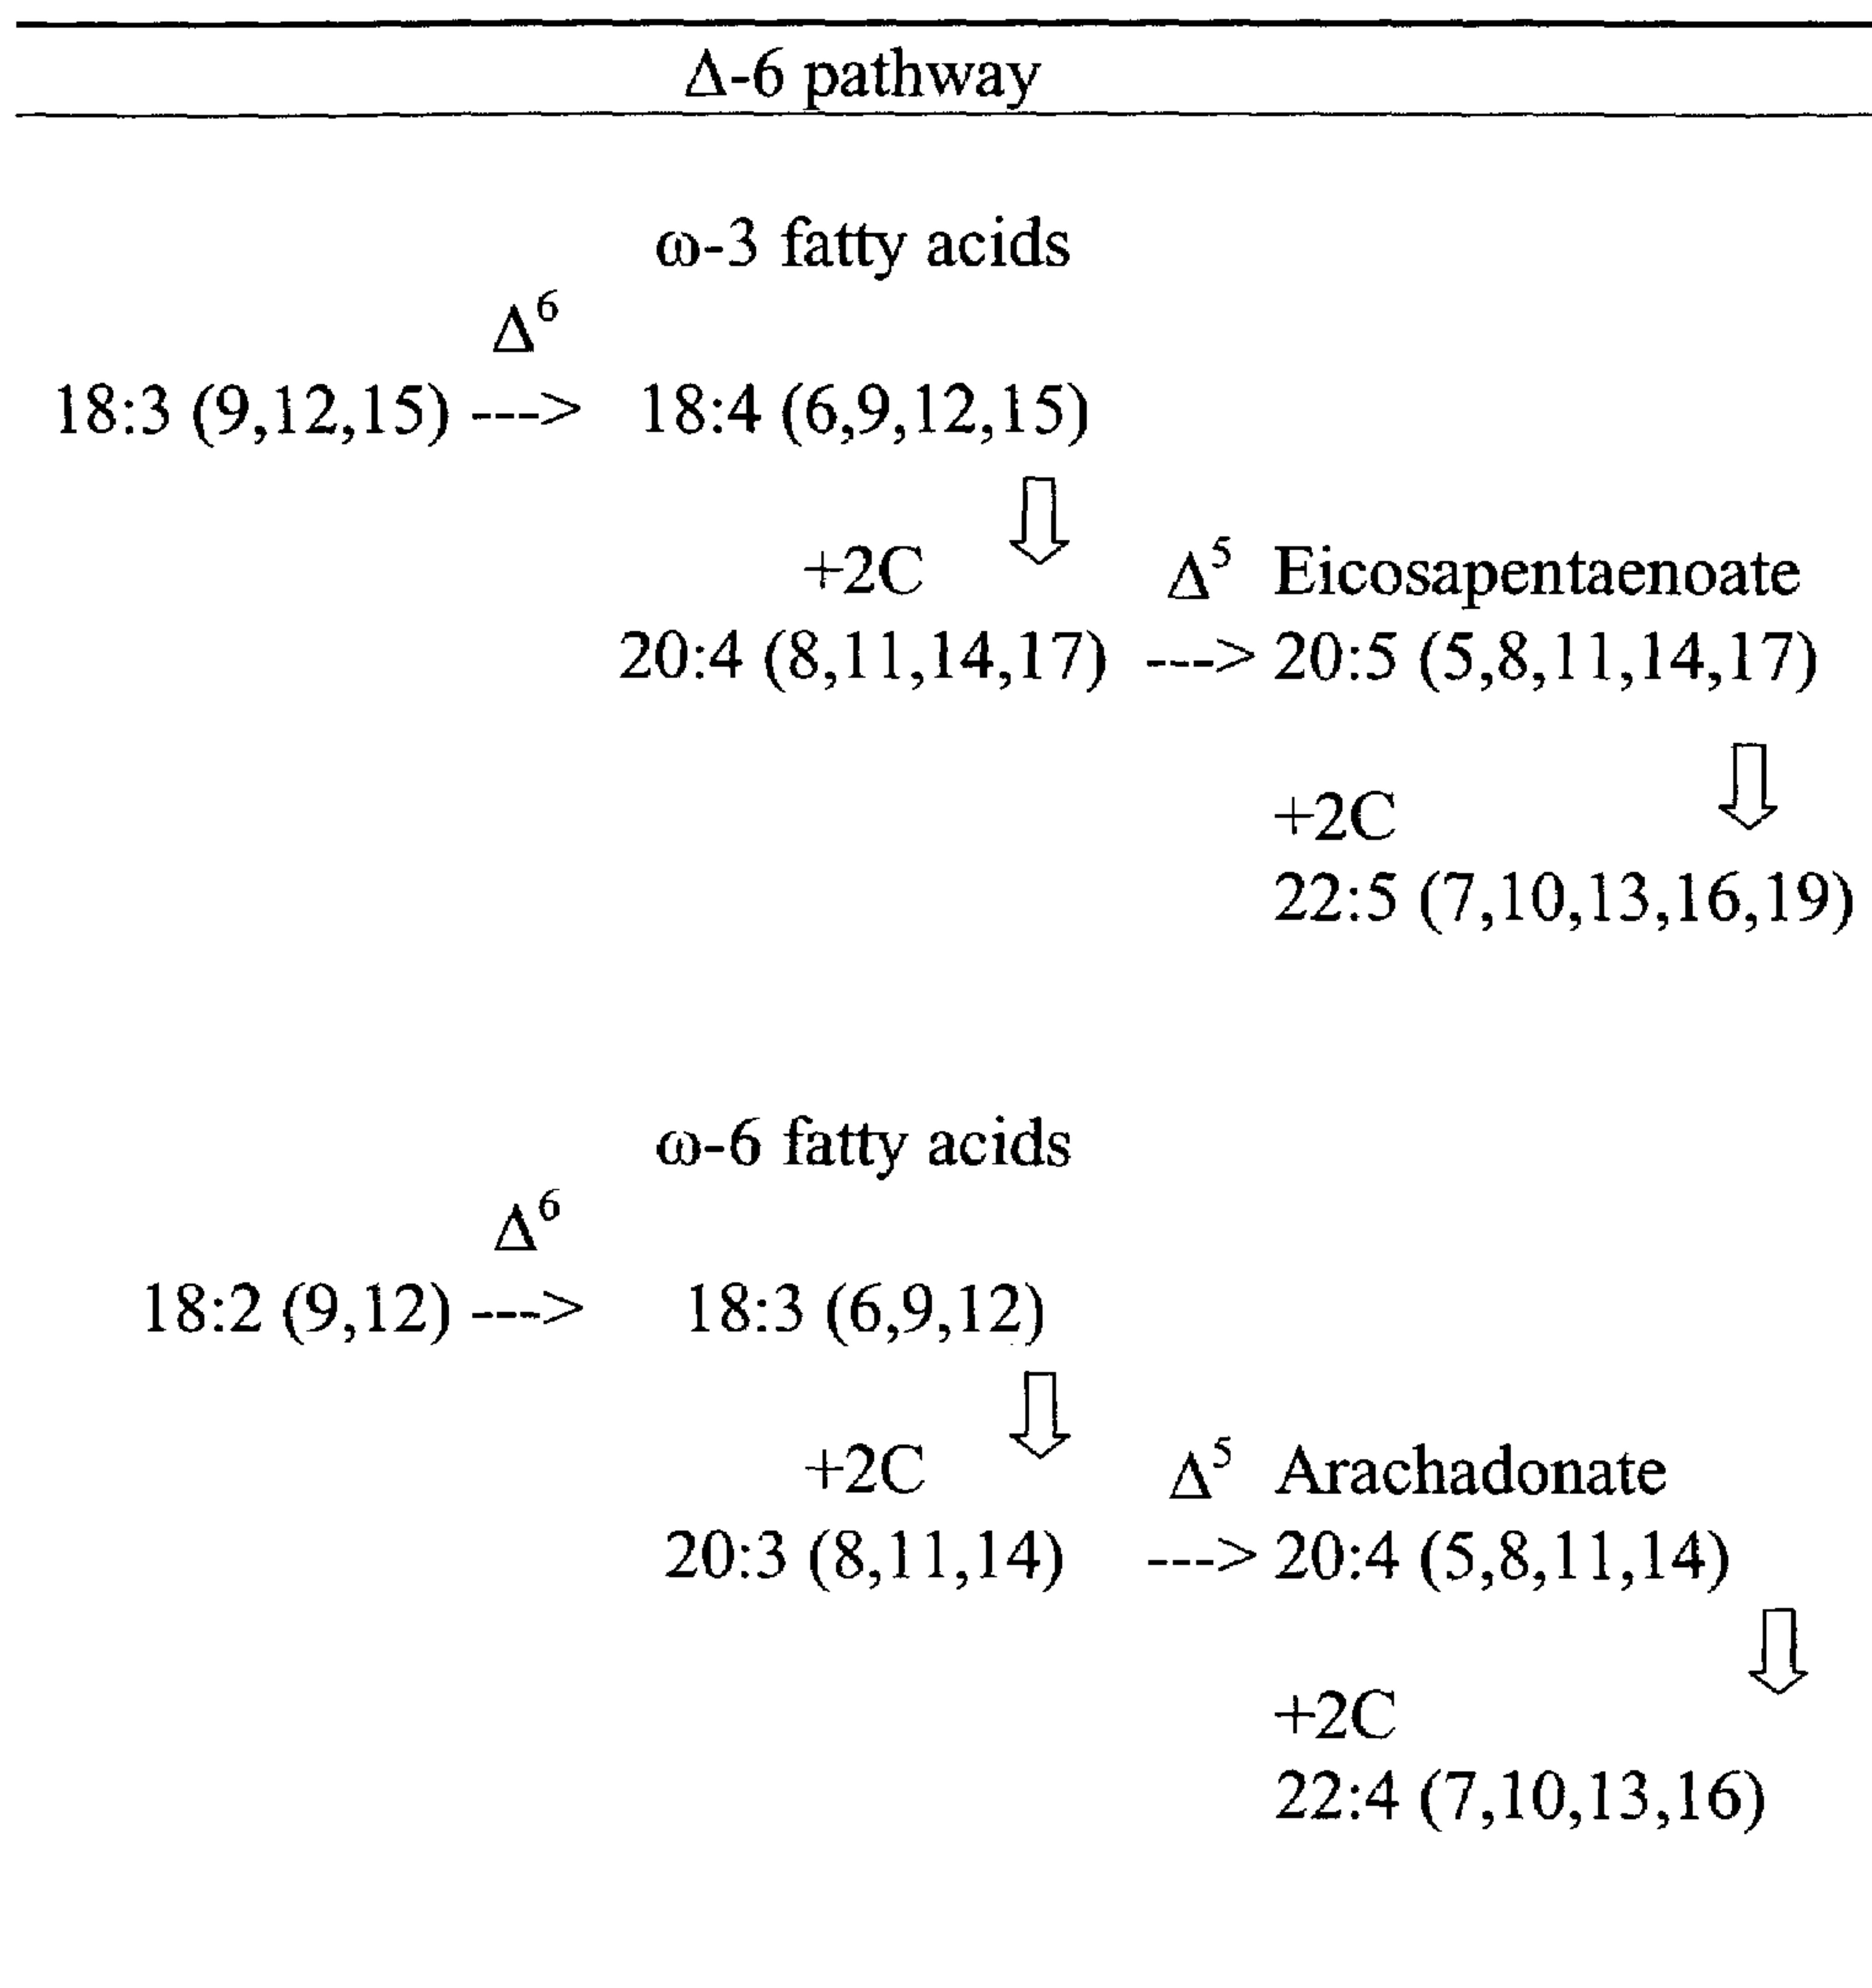 Δ-6 pathway
ω-3 fatty acids
Δ⁶
18:3 (9,12,15) ---> 18:4 (6,9,12,15)
+2C Δ⁵ Eicosapentaenoate
20:4 (8,11,14,17) ---> 20:5 (5,8,11,14,17)
+2C
22:5 (7,10,13,16,19)
ω-6 fatty acids
Δ⁶
18:2 (9,12) ---> 18:3 (6,9,12)
+2C Δ⁵ Arachadonate
20:3 (8,11,14) ---> 20:4 (5,8,11,14)
+2C
22:4 (7,10,13,16)